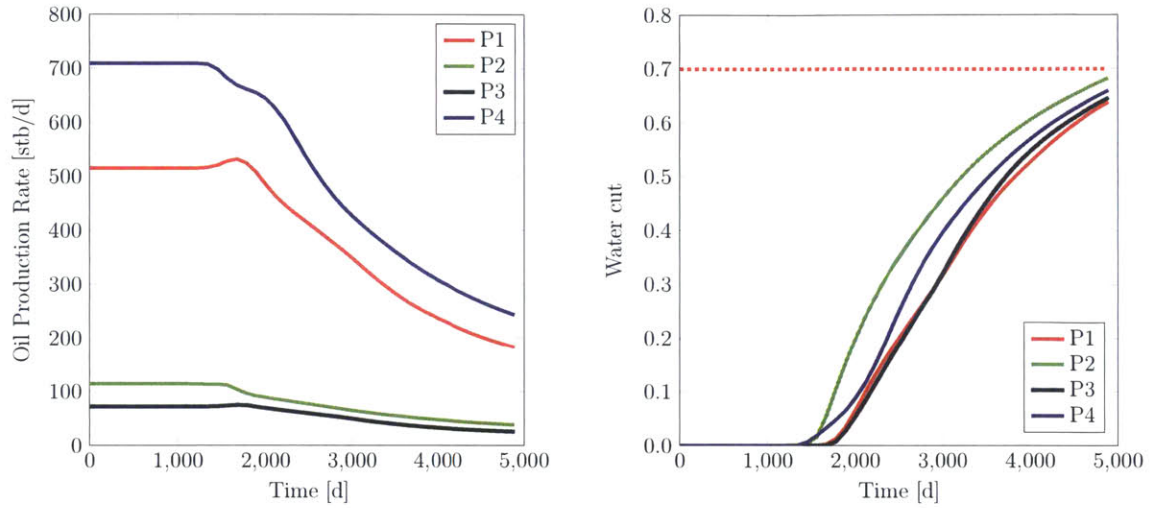 800
700
600
500
400
300
200
100
0
Oil Production Rate [stb/d]
0 1,000 2,000 3,000 4,000 5,000
Time [d]
P1
P2
P3
P4
0.8
0.7
0.6
0.5
0.4
0.3
0.2
0.1
0.0
Water cut
0 1,000 2,000 3,000 4,000 5,000
Time [d]
P1
P2
P3
P4